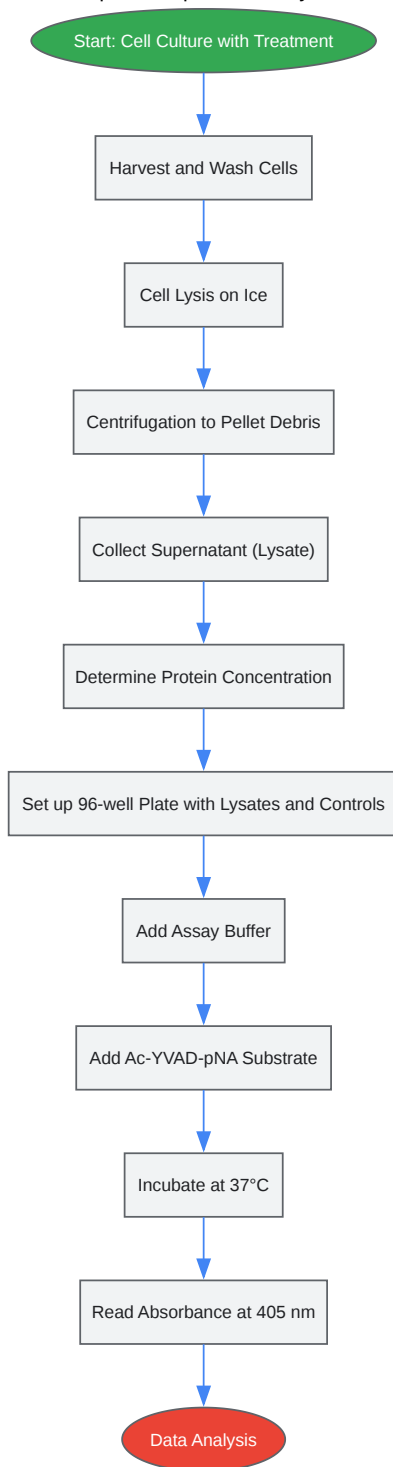 Start: Cell Culture with Treatment
Harvest and Wash Cells
Cell Lysis on Ice
Centrifugation to Pellet Debris
Collect Supernatant (Lysate)
Determine Protein Concentration
Set up 96-well Plate with Lysates and Controls
Add Assay Buffer
Add Ac-YVAD-pNA Substrate
Incubate at 37°C
Read Absorbance at 405 nm
Data Analysis